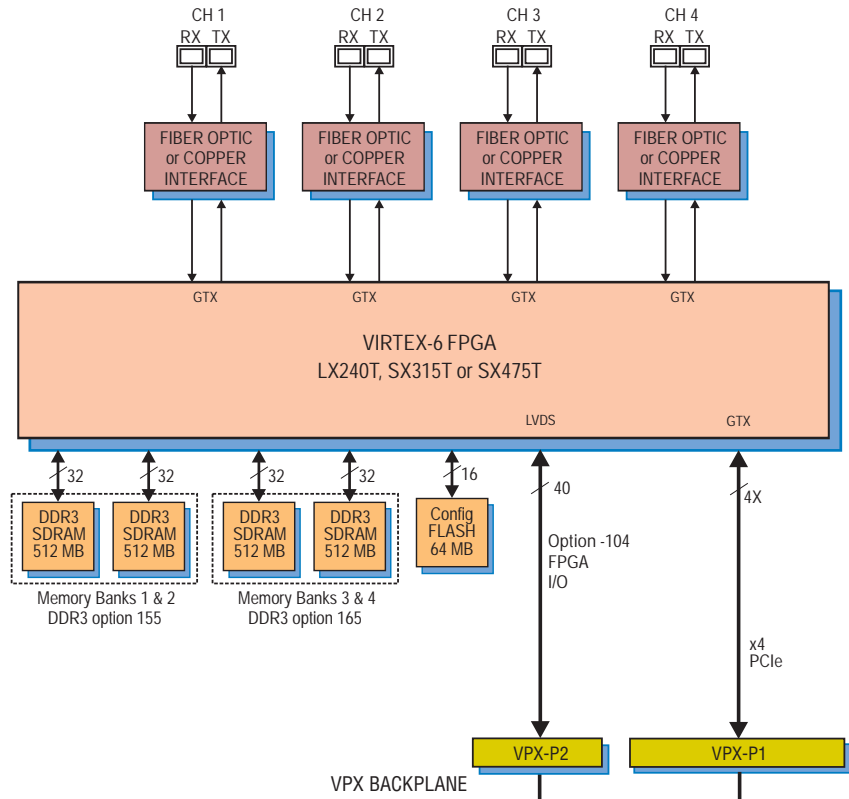 CH 1
CH 2
CH 3
CH 4
RX TX
RX TX
RX TX
RX TX
FIBER OPTIC
or COPPER
INTERFACE
FIBER OPTIC
or COPPER
INTERFACE
FIBER OPTIC
or COPPER
INTERFACE
FIBER OPTIC
or COPPER
INTERFACE
GTX
GTX
GTX
GTX
VIRTEX-6 FPGA
LX240T, SX315T or SX475T
LVDS
GTX
32
32
32
32
16
40
4X
DDR3
SDRAM
512 MB
DDR3
SDRAM
512 MB
DDR3
SDRAM
512 MB
DDR3
SDRAM
512 MB
Config
FLASH
64 MB
Memory Banks 1 & 2
DDR3 option 155
Memory Banks 3 & 4
DDR3 option 165
Option -104
FPGA
I/O
x4
PCIe
VPX-P2
VPX-P1
VPX BACKPLANE